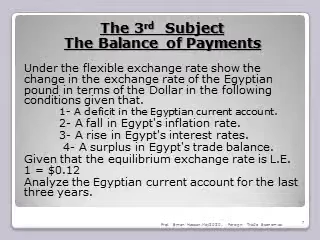 The 3rd Subject
The Balance of Payments
Under the flexible exchange rate show the
change in the exchange rate of the Egyptian
pound in terms of the Dollar in the following
conditions given that.
1- A deficit in the Egyptian current account.
2- A fall in Egypt's inflation rate.
3- A rise in Egypt's interest rates.
4- A surplus in Egypt's trade balance.
Given that the equilibrium exchange rate is L.E.
1 = $0.12
Analyze the Egyptian current account for the last
three years.